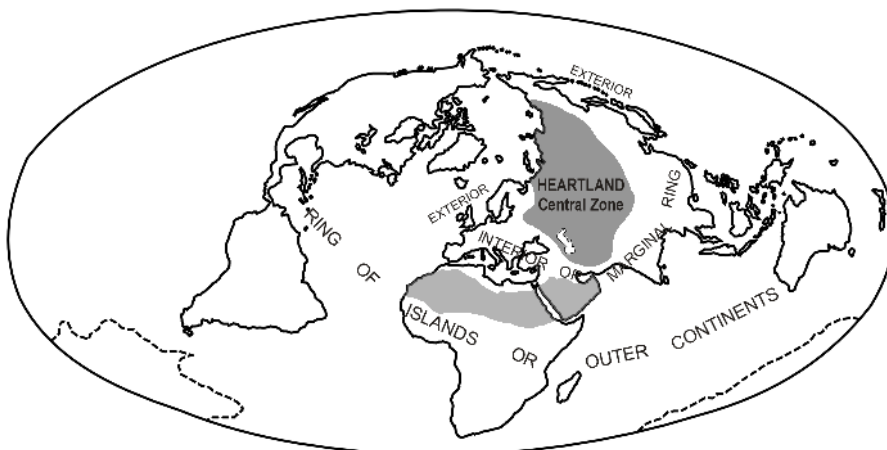 EXTERIOR
HEARTLAND
Central Zone
EXTERIOR
INTERIOR OR MARGINAL RING
RING OF ISLANDS OR OUTER CONTINENTS